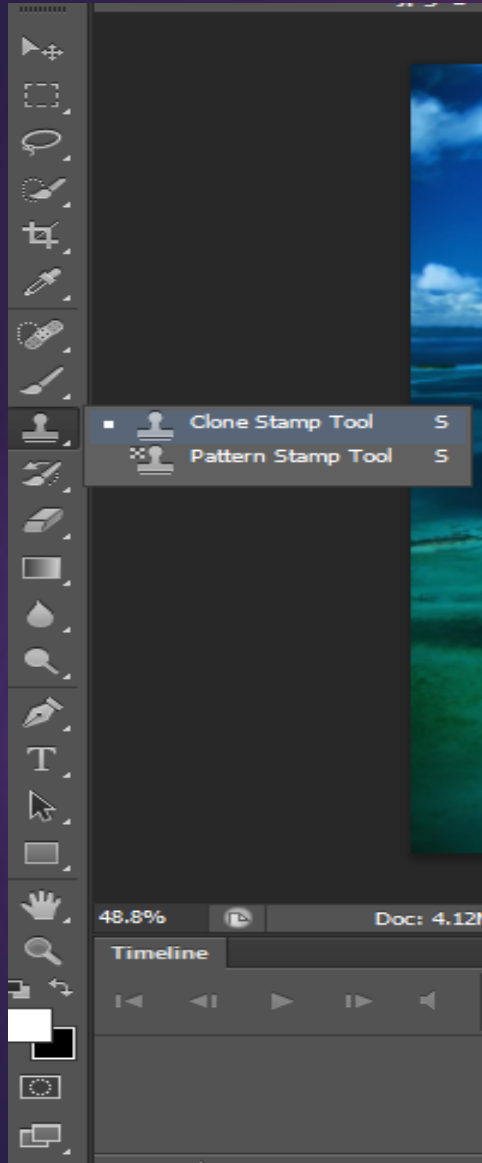 Clone Stamp Tool S
Pattern Stamp Tool S
T
48.8% Doc: 4.12M
Timeline